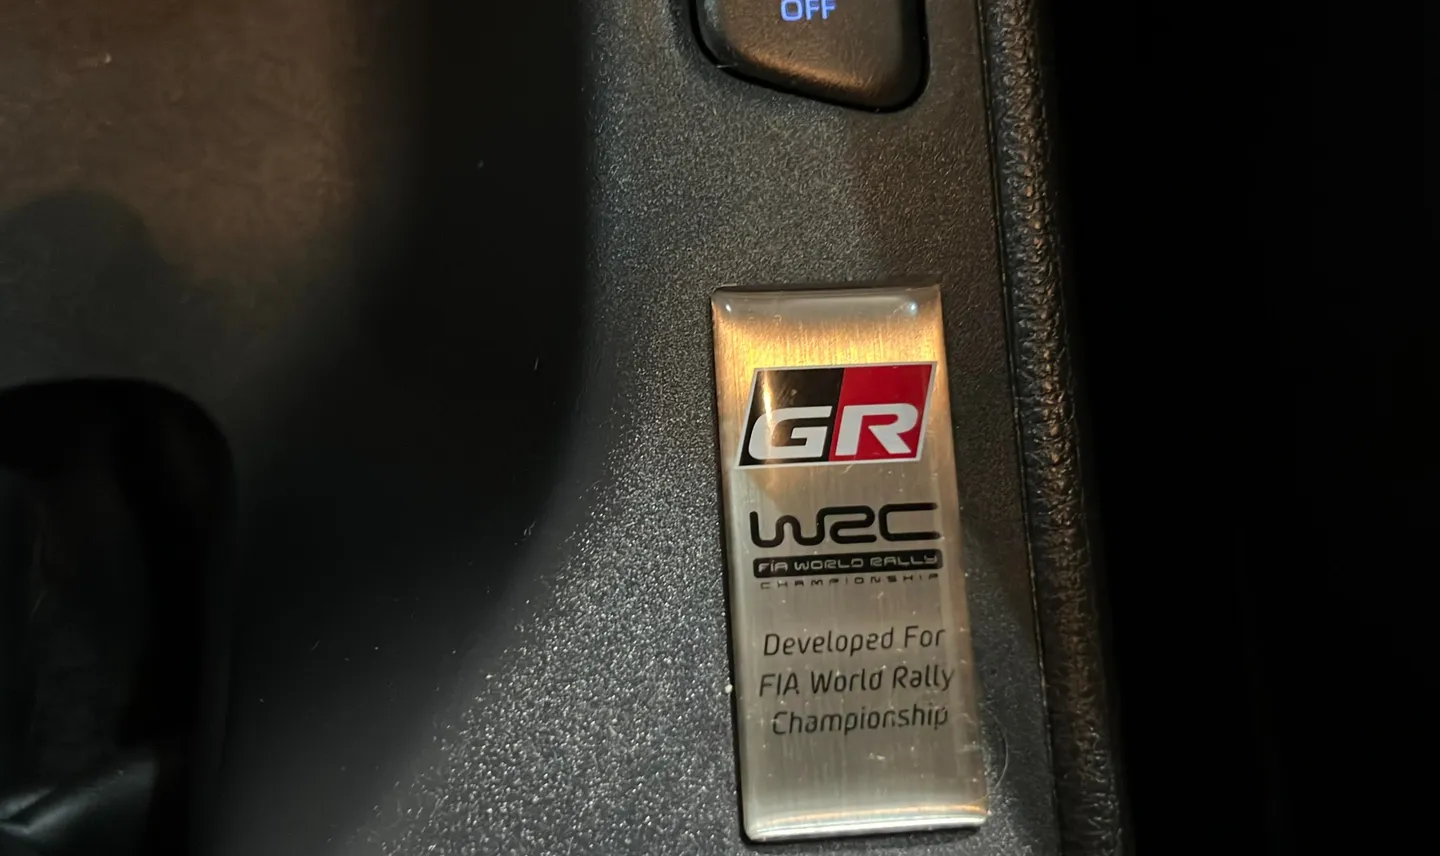 OFF
GR
WRC
FIA WORLD RALLY
CHAMPIONSHIP
Developed For
FIA World Rally
Championship